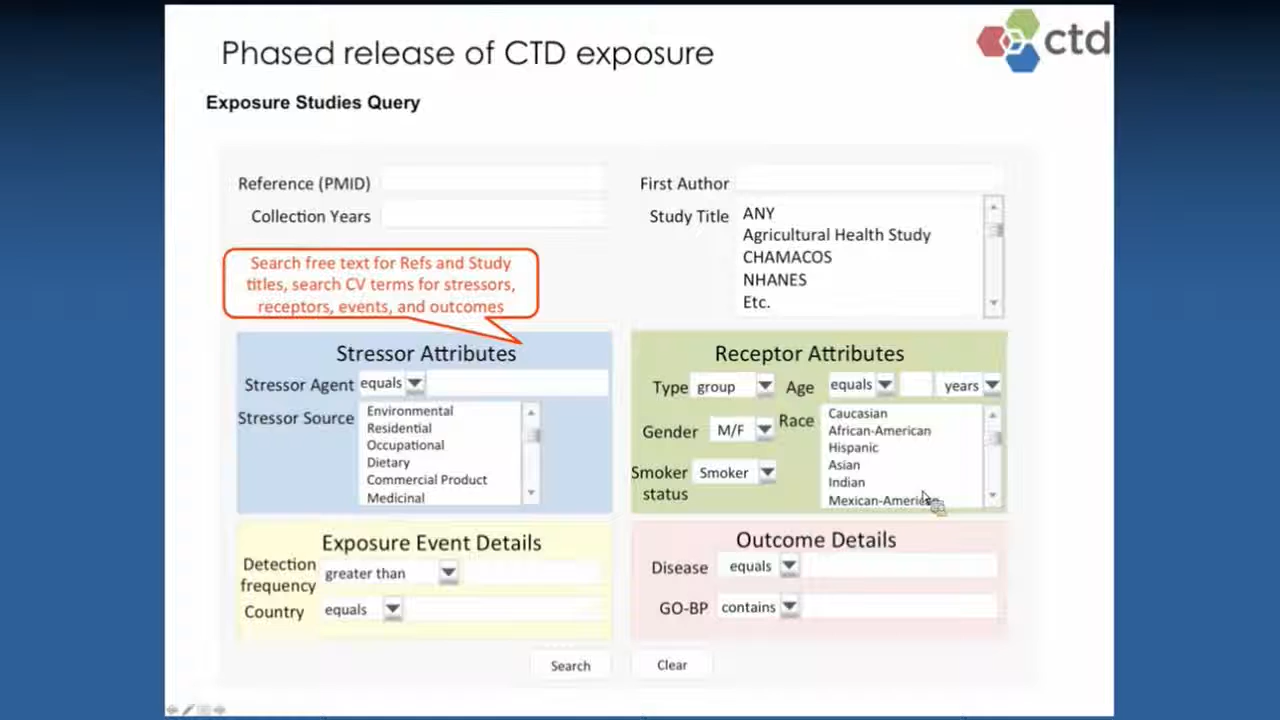 Phased release of CTD exposure
ctd
Exposure Studies Query
Reference (PMID)
Collection Years
First Author
Study Title
ANY
Agricultural Health Study
CHAMACOS
NHANES
Etc.
Search free text for Refs and Study
titles, search CV terms for stressors,
receptors, events, and outcomes
Stressor Attributes
Stressor Agent equals
Stressor Source
Environmental
Residential
Occupational
Dietary
Commercial Product
Medicinal
Receptor Attributes
Type group Age equals years
Gender M/F
Smoker
status
Smoker
Race
Caucasian
African-American
Hispanic
Asian
Indian
Mexican-American
Exposure Event Details
Detection
frequency
greater than
Country equals
Outcome Details
Disease equals
GO-BP contains
Search Clear